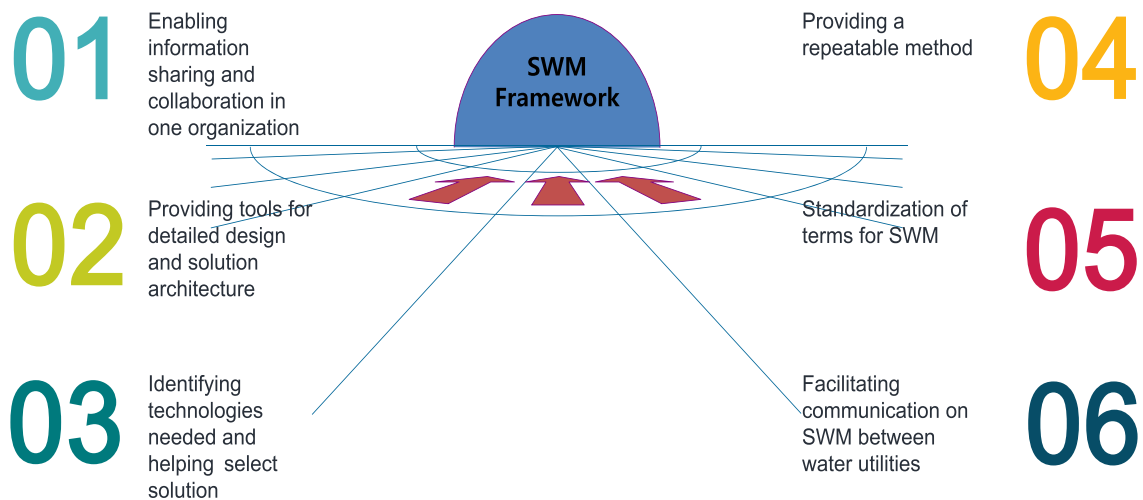 01
Enabling
information
sharing and
collaboration in
one organization
02
Providing tools for
detailed design
and solution
architecture
03
Identifying
technologies
needed and
helping select
solution
SWM
Framework
04
Providing a
repeatable method
05
Standardization of
terms for SWM
06
Facilitating
communication on
SWM between
water utilities